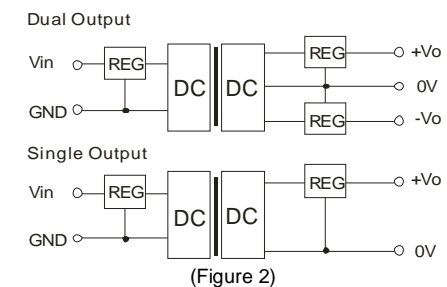 Dual Output
Vin REG DC DC REG +Vo
0V
GND REG -Vo
Single Output
Vin REG DC DC REG +Vo
GND 0V
(Figure 2)